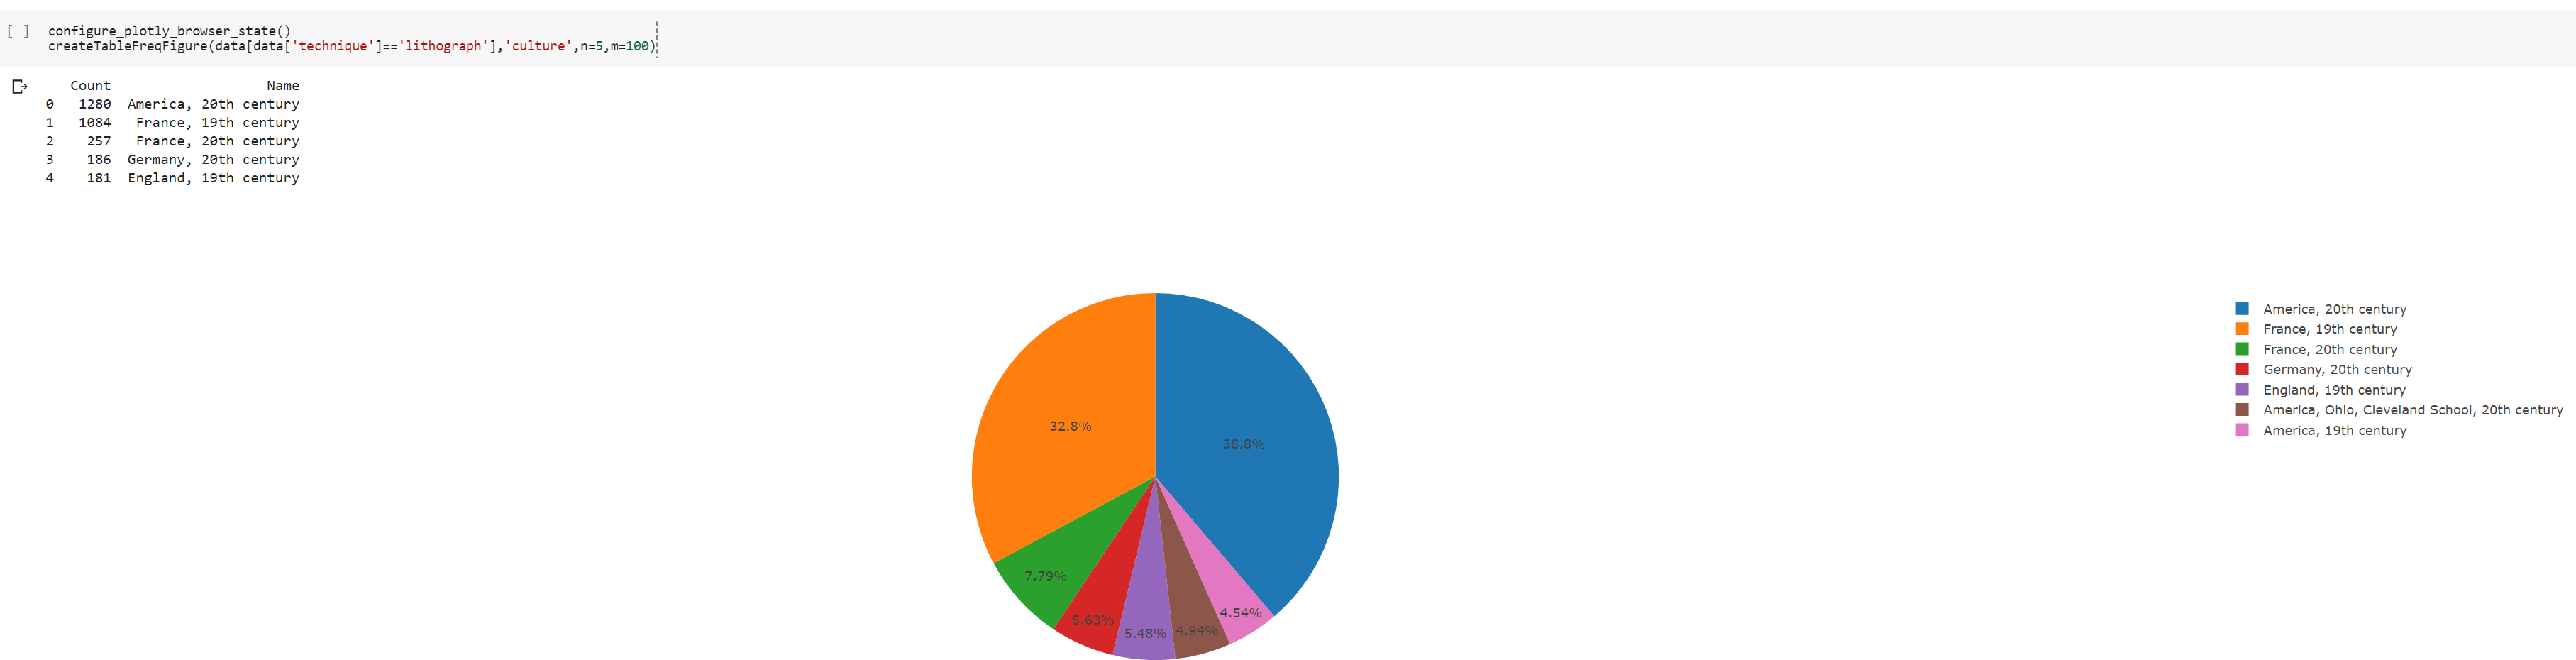 [ ] configure_plotly_browser_state()
createTableFreqFigure(data[data['technique']=='lithograph'],'culture',n=5,m=100)
Count Name
0 1280 America, 20th century
1 1084 France, 19th century
2 257 France, 20th century
3 186 Germany, 20th century
4 181 England, 19th century
America, 20th century
France, 19th century
France, 20th century
Germany, 20th century
England, 19th century
America, Ohio, Cleveland School, 20th century
America, 19th century
32.8%
38.8%
7.79%
4.54%
5.63%
4.94%
5.48%